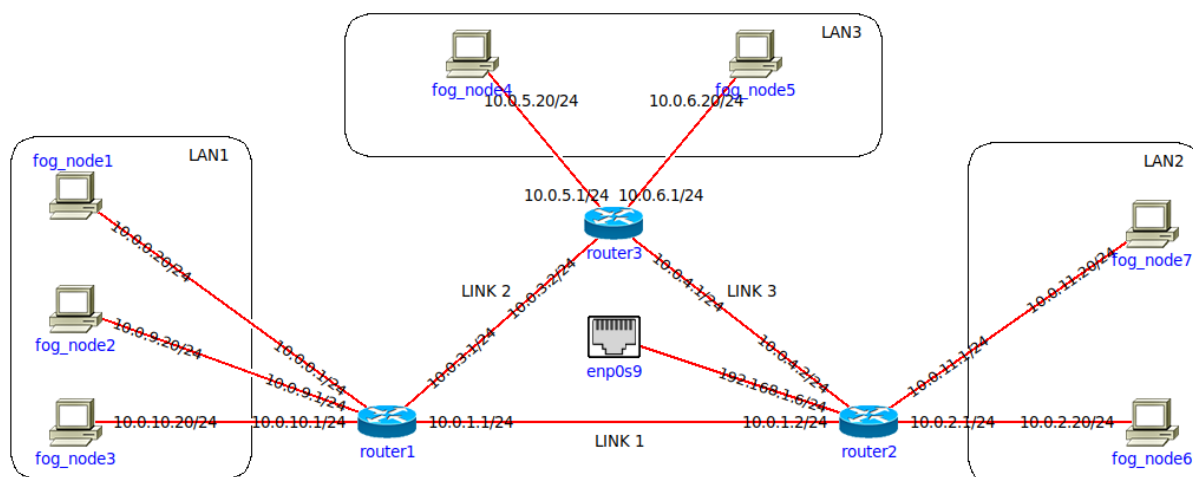 LAN3
fog_node4
fog_node5
10.0.5.20/24
10.0.6.20/24
LAN1
fog_node1
LAN2
10.0.5.1/24
10.0.6.1/24
router3
10.0.0.20/24
10.0.3.2/24
10.0.4.1/24
10.0.11.20/24
fog_node7
LINK 2
LINK 3
fog_node2
10.0.9.20/24
10.0.0.1/24
10.0.3.1/24
enp0s9
10.0.4.2/24
10.0.11.1/24
10.0.9.1/24
192.168.1.6/24
10.0.10.20/24
10.0.10.1/24
10.0.1.1/24
10.0.1.2/24
10.0.2.1/24
10.0.2.20/24
LINK 1
fog_node3
router1
router2
fog_node6